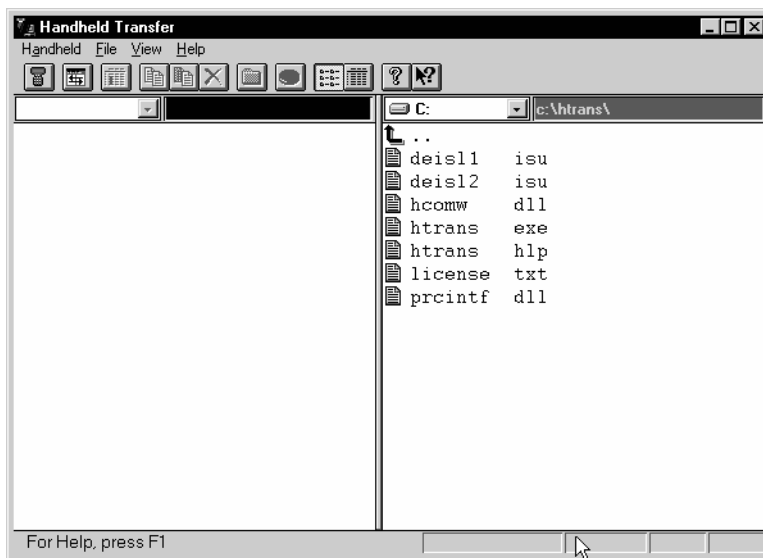 Handheld Transfer
Handheld File View Help
C: c:\htrans\
..
deisl1 isu
deisl2 isu
hcomw dll
htrans exe
htrans hlp
license txt
prcintf dll
For Help, press F1